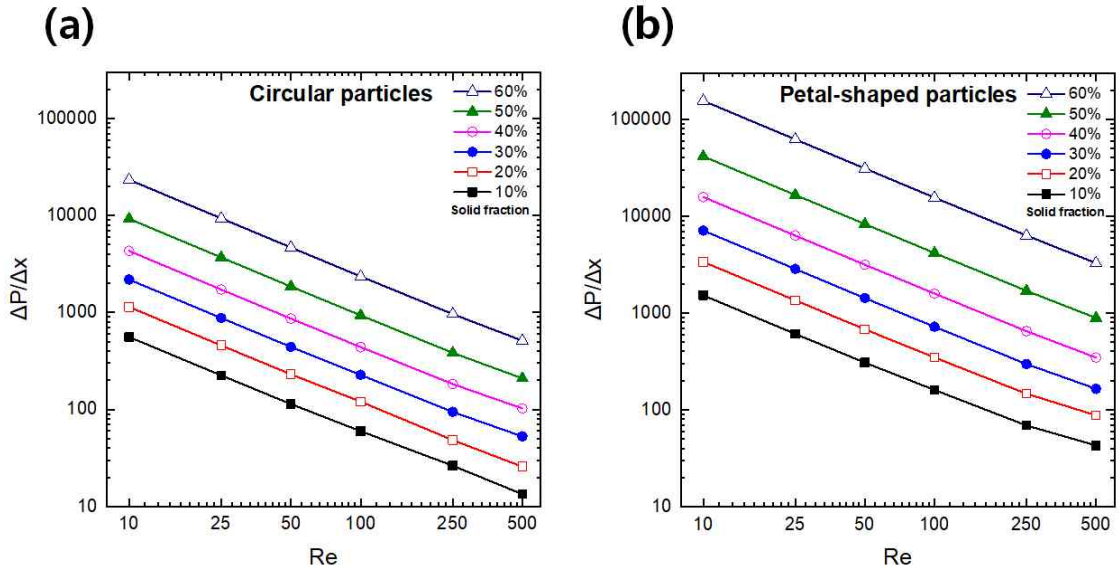 (a)
Circular particles
60%
50%
40%
30%
20%
10%
Solid fraction
100000
10000
1000
100
10
ΔP/Δx
10 25 50 100 250 500
Re
(b)
Petal-shaped particles
60%
50%
40%
30%
20%
10%
Solid fraction
100000
10000
1000
100
10
ΔP/Δx
10 25 50 100 250 500
Re